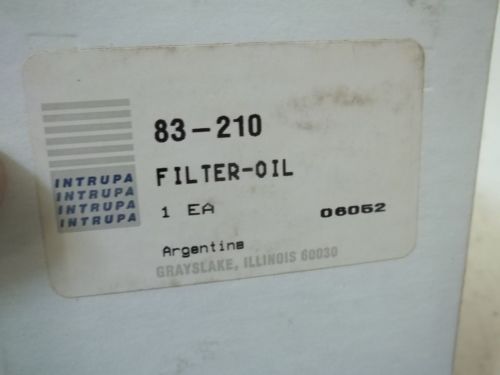 83-210
FILTER-OIL
1 EA 06052
Argentina
GRAYSLAKE, ILLINOIS 60030
INTRUPA
INTRUPA
INTRUPA
INTRUPA